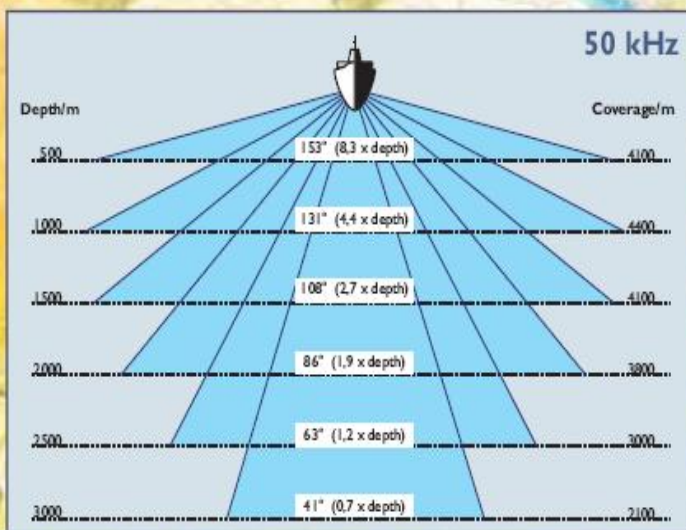 50 kHz
Depth/m Coverage/m
500 153° (8,3 x depth) 4100
1000 131° (4,4 x depth) 4400
1500 108° (2,7 x depth) 4100
2000 86° (1,9 x depth) 3800
2500 63° (1,2 x depth) 3000
3000 41° (0,7 x depth) 2100